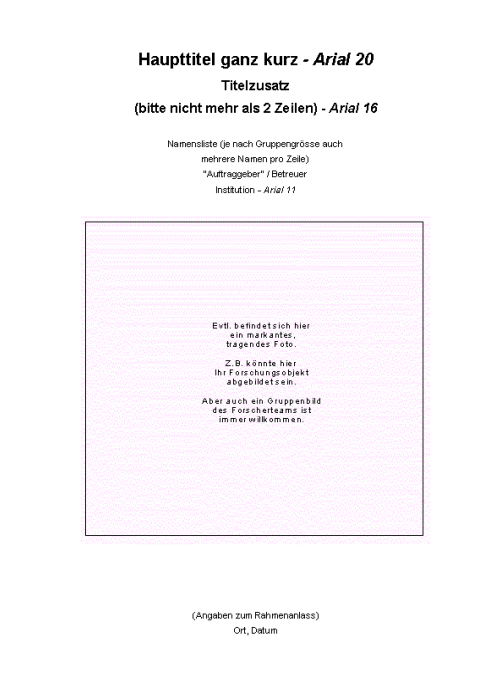 Haupttitel ganz kurz - Arial 20
Titelzusatz
(bitte nicht mehr als 2 Zeilen) - Arial 16
Namensliste (je nach Gruppengrösse auch
mehrere Namen pro Zeile)
"Auftraggeber" / Betreuer
Institution - Arial 11
Evtl. befindet sich hier
ein markantes,
tragendes Foto.
Z.B. könnte hier
Ihr Forschungsobjekt
abgebildet sein.
Aber auch ein Gruppenbild
des Forscherteams ist
immer willkommen.
(Angaben zum Rahmenanlass)
Ort, Datum